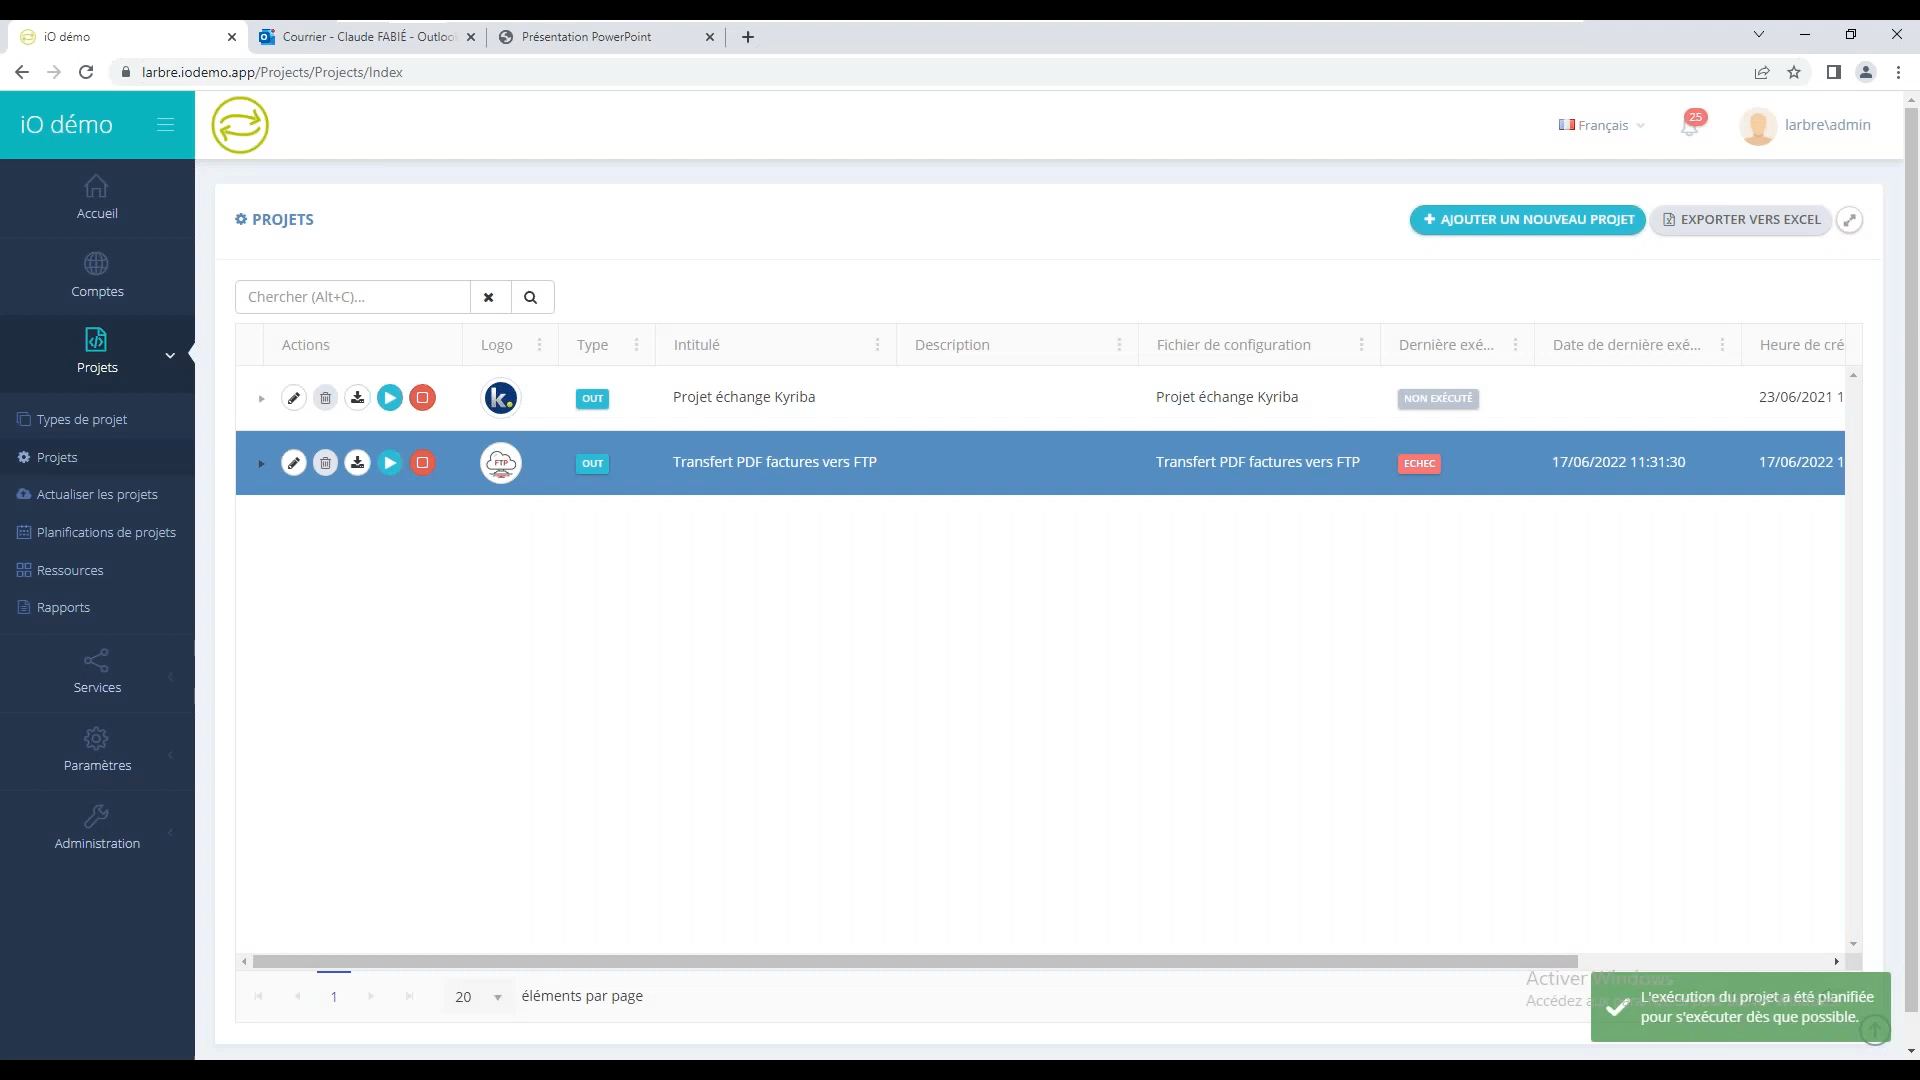 iO démo
Courrier - Claude FABIÉ - Outloo
Présentation PowerPoint
larbre.iodemo.app/Projects/Projects/Index
iO démo
Français
25
larbre\admin
Accueil
Comptes
Projets
Types de projet
Projets
Actualiser les projets
Planifications de projets
Ressources
Rapports
Services
Paramètres
Administration
PROJETS
AJOUTER UN NOUVEAU PROJET
EXPORTER VERS EXCEL
Chercher (Alt+C)...
Actions Logo Type Intitulé Description Fichier de configuration Dernière exé... Date de dernière exé... Heure de cré
k. OUT Projet échange Kyriba Projet échange Kyriba NON EXÉCUTÉ 23/06/2021 1
FTP OUT Transfert PDF factures vers FTP Transfert PDF factures vers FTP ECHEC 17/06/2022 11:31:30 17/06/2022 1
1 20 éléments par page
Activer Windows
Accédez
L'exécution du projet a été planifiée
pour s'exécuter dès que possible.